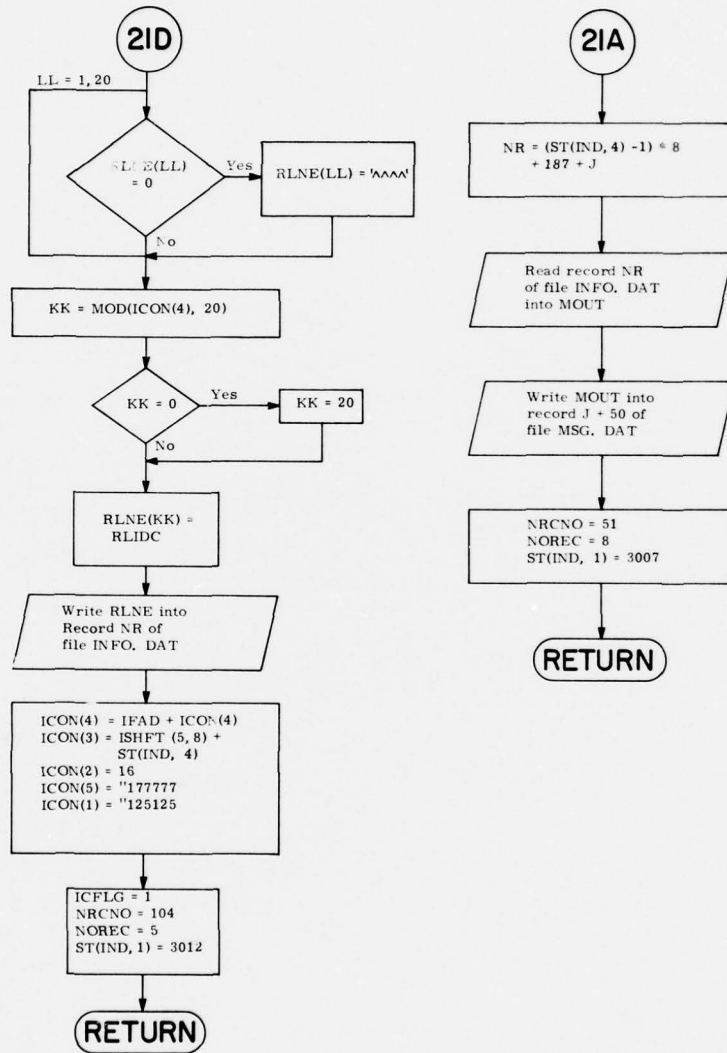 21D
LL = 1, 20
RLNE(LL)
= 0
Yes
RLNE(LL) = '^^^^'
No
KK = MOD(ICON(4), 20)
KK = 0
Yes
KK = 20
No
RLNE(KK) =
RLIDC
Write RLNE into
Record NR of
file INFO. DAT
ICON(4) = IFAD + ICON(4)
ICON(3) = ISHFT (5, 8) +
ST(IND, 4)
ICON(2) = 16
ICON(5) = "177777
ICON(1) = "125125
ICFLG = 1
NRCNO = 104
NOREC = 5
ST(IND, 1) = 3012
RETURN
21A
NR = (ST(IND, 4) -1) * 8
+ 187 + J
Read record NR
of file INFO. DAT
into MOUT
Write MOUT into
record J + 50 of
file MSG. DAT
NRCNO = 51
NOREC = 8
ST(IND, 1) = 3007
RETURN